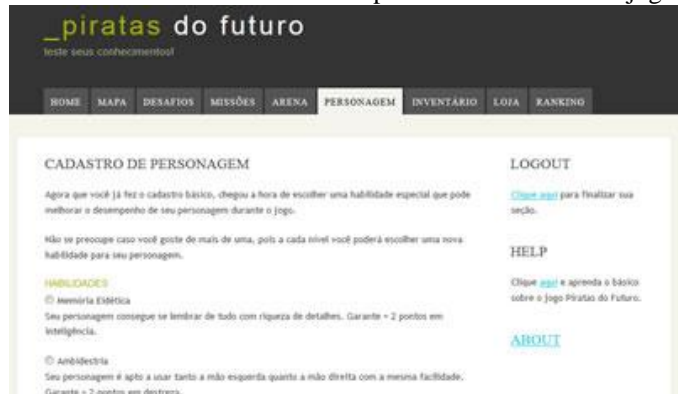 _piratas do futuro
teste seus conhecimentos!
HOME MAPA DESAFIOS MISSÕES ARENA PERSONAGEM INVENTÁRIO LOJA RANKING
CADASTRO DE PERSONAGEM
Agora que você já fez o cadastro básico, chegou a hora de escolher uma habilidade especial que pode
melhorar o desempenho de seu personagem durante o jogo.
Não se preocupe caso você goste de mais de uma, pois a cada nível você poderá escolher uma nova
habilidade para seu personagem.
HABILIDADES
Memória Eidética
Seu personagem consegue se lembrar de tudo com riqueza de detalhes. Garante + 2 pontos em
Inteligência.
Ambidestria
Seu personagem é apto a usar tanto a mão esquerda quanto a mão direita com a mesma facilidade.
Garante + 2 pontos em destreza.
LOGOUT
Clique aqui para finalizar sua
seção.
HELP
Clique aqui e aprenda o básico
sobre o jogo Piratas do Futuro.
ABOUT